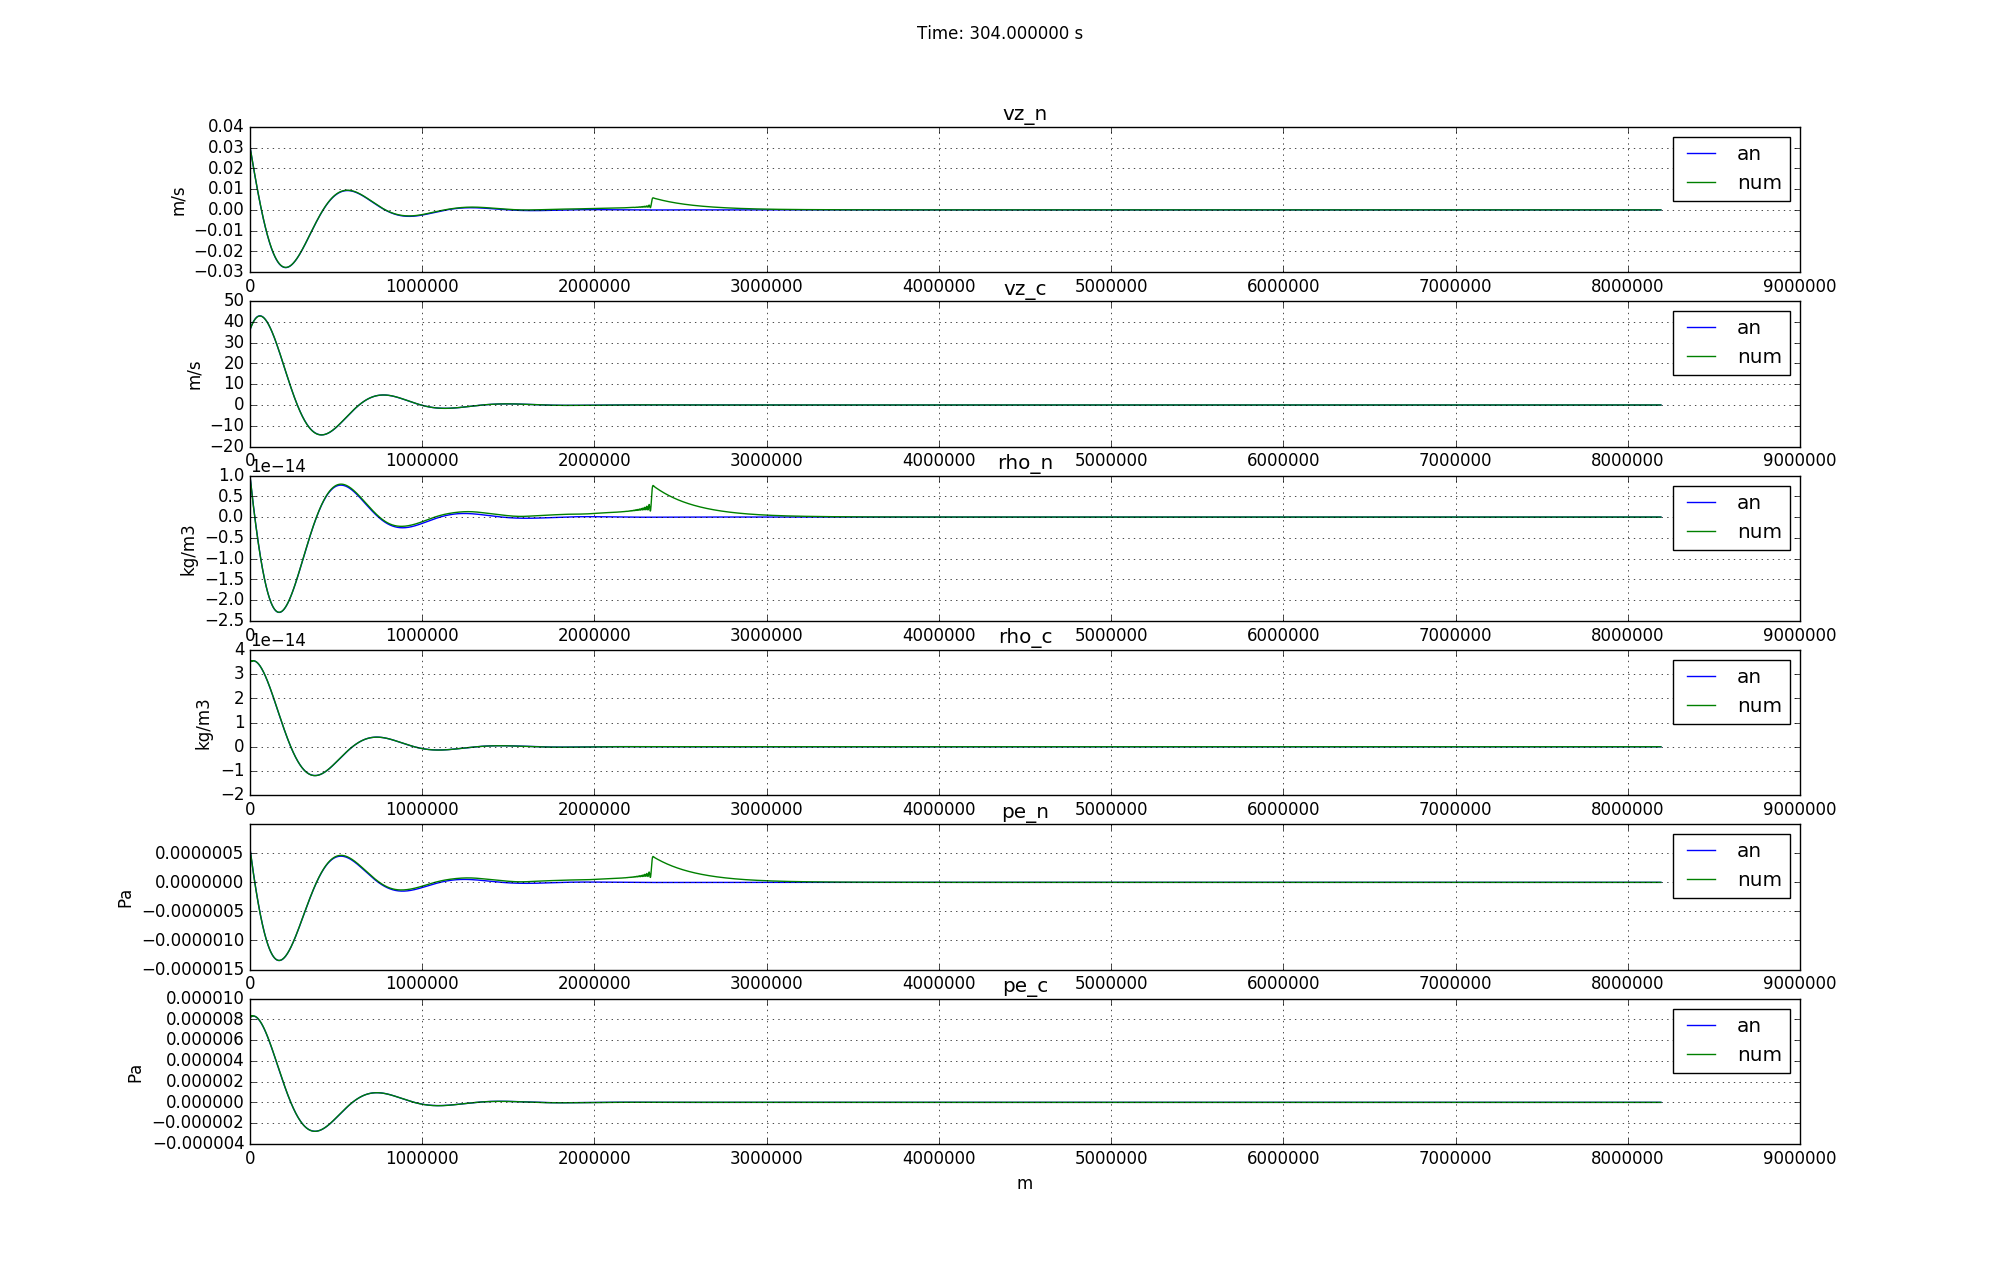 Time: 304.000000 s
vz_n
0.04
0.03
0.02
0.01
0.00
−0.01
−0.02
−0.03
m/s
an
num
0 1000000 2000000 3000000 4000000 5000000 6000000 7000000 8000000 9000000
vz_c
50
40
30
20
10
0
−10
−20
m/s
an
num
0 1000000 2000000 3000000 4000000 5000000 6000000 7000000 8000000 9000000
1e−14
rho_n
1.0
0.5
0.0
−0.5
−1.0
−1.5
−2.0
−2.5
kg/m3
an
num
0 1000000 2000000 3000000 4000000 5000000 6000000 7000000 8000000 9000000
1e−14
rho_c
4
3
2
1
0
−1
−2
kg/m3
an
num
0 1000000 2000000 3000000 4000000 5000000 6000000 7000000 8000000 9000000
pe_n
0.0000005
0.0000000
−0.0000005
−0.0000010
−0.0000015
Pa
an
num
0 1000000 2000000 3000000 4000000 5000000 6000000 7000000 8000000 9000000
pe_c
0.000010
0.000008
0.000006
0.000004
0.000002
0.000000
−0.000002
−0.000004
Pa
an
num
0 1000000 2000000 3000000 4000000 5000000 6000000 7000000 8000000 9000000
m